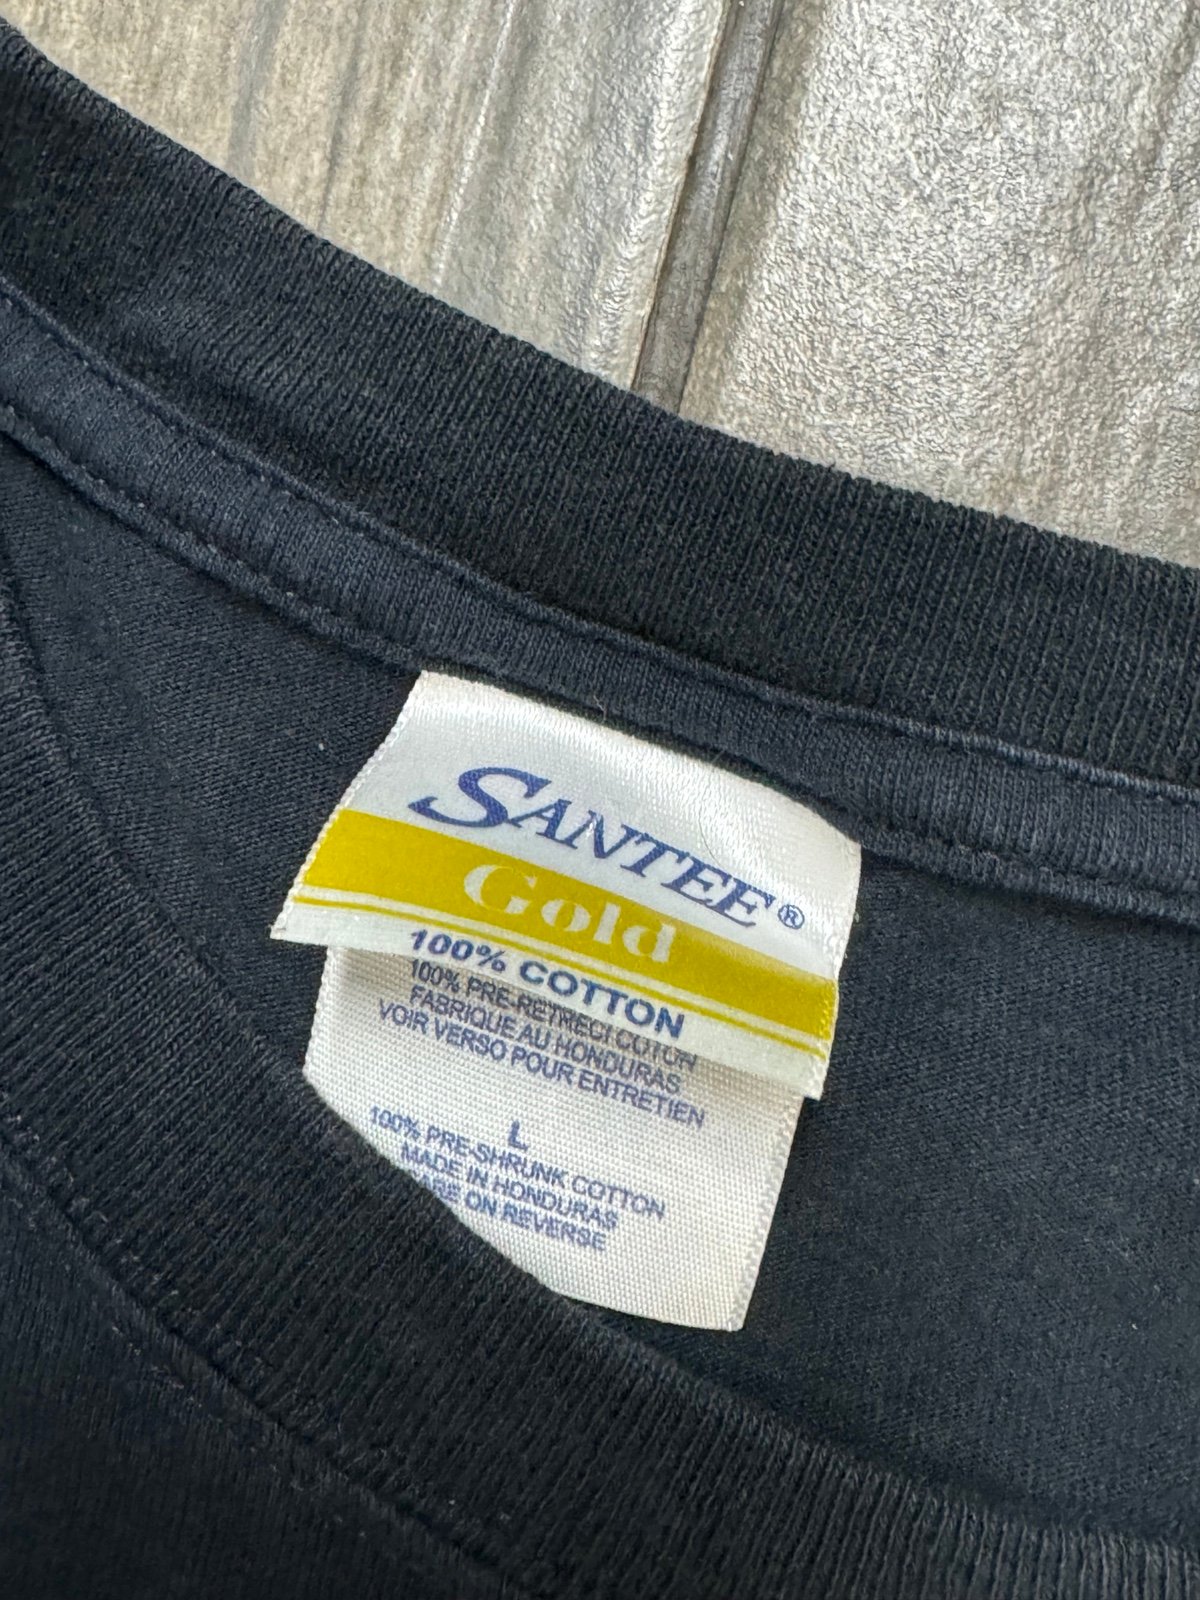 SANTEE®
Gold
100% COTTON
100% PRE-RETRECI COTON
FABRIQUE AU HONDURAS
VOIR VERSO POUR ENTRETIEN
L
100% PRE-SHRUNK COTTON
MADE IN HONDURAS
ON REVERSE